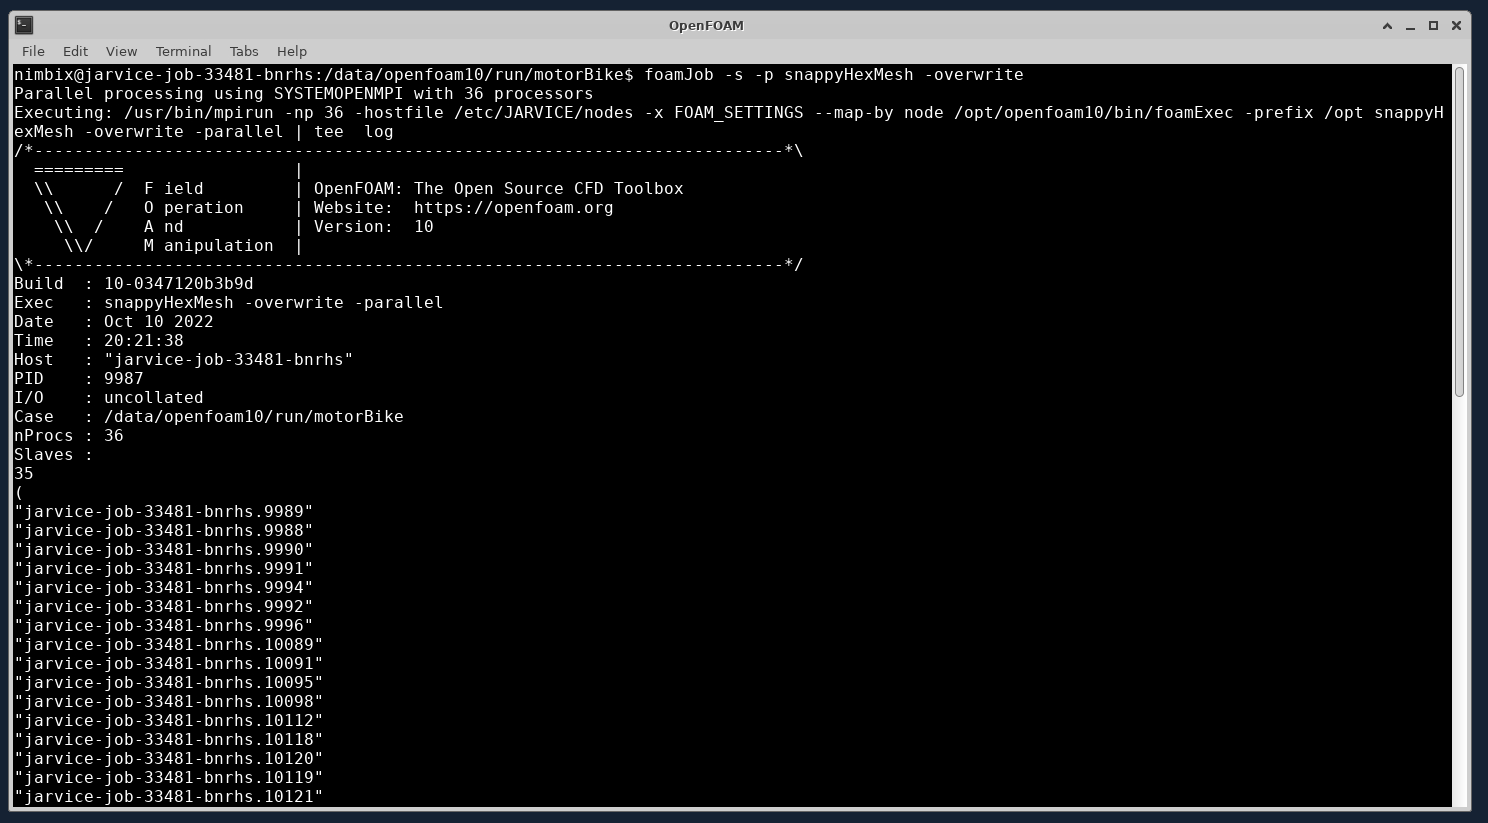 OpenFOAM
File Edit View Terminal Tabs Help
nimbix@jarvice-job-33481-bnrhs:/data/openfoam10/run/motorBike$ foamJob -s -p snappyHexMesh -overwrite
Parallel processing using SYSTEMOPENMPI with 36 processors
Executing: /usr/bin/mpirun -np 36 -hostfile /etc/JARVICE/nodes -x FOAM_SETTINGS --map-by node /opt/openfoam10/bin/foamExec -prefix /opt snappyH
exMesh -overwrite -parallel | tee  log
/*---------------------------------------------------------------------------*\
  =========                 |
  \\      /  F ield         | OpenFOAM: The Open Source CFD Toolbox
   \\    /   O peration     | Website:  https://openfoam.org
    \\  /    A nd           | Version:  10
     \\/     M anipulation  |
\*---------------------------------------------------------------------------*/
Build  : 10-0347120b3b9d
Exec   : snappyHexMesh -overwrite -parallel
Date   : Oct 10 2022
Time   : 20:21:38
Host   : "jarvice-job-33481-bnrhs"
PID    : 9987
I/O    : uncollated
Case   : /data/openfoam10/run/motorBike
nProcs : 36
Slaves :
35
(
"jarvice-job-33481-bnrhs.9989"
"jarvice-job-33481-bnrhs.9988"
"jarvice-job-33481-bnrhs.9990"
"jarvice-job-33481-bnrhs.9991"
"jarvice-job-33481-bnrhs.9994"
"jarvice-job-33481-bnrhs.9992"
"jarvice-job-33481-bnrhs.9996"
"jarvice-job-33481-bnrhs.10089"
"jarvice-job-33481-bnrhs.10091"
"jarvice-job-33481-bnrhs.10095"
"jarvice-job-33481-bnrhs.10098"
"jarvice-job-33481-bnrhs.10112"
"jarvice-job-33481-bnrhs.10118"
"jarvice-job-33481-bnrhs.10120"
"jarvice-job-33481-bnrhs.10119"
"jarvice-job-33481-bnrhs.10121"